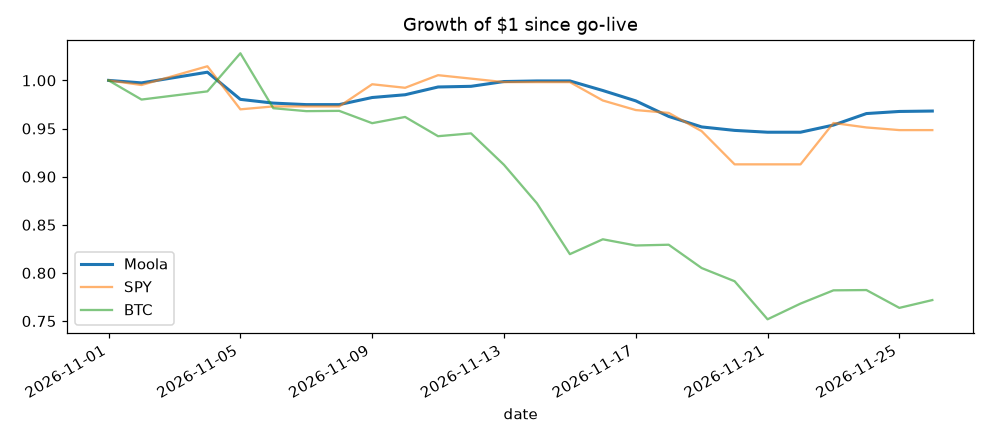 Growth of $1 since go-live
1.00
0.95
0.90
0.85
0.80
0.75
Moola
SPY
BTC
2026-11-01
2026-11-05
2026-11-09
2026-11-13
2026-11-17
2026-11-21
2026-11-25
date